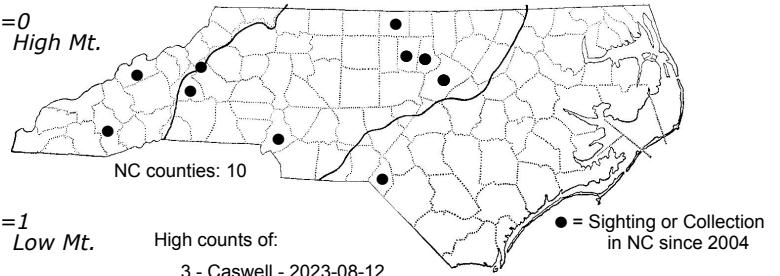 =0
High Mt.
NC counties: 10
=1
Low Mt.
High counts of:
3 - Caswell - 2023-08-12
● = Sighting or Collection
in NC since 2004